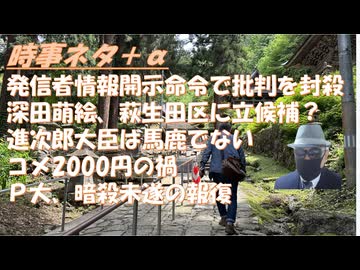 時事ネタ+α
発信者情報開示命令で批判を封殺
深田萌絵、萩生田区に立候補？
進次郎大臣は馬鹿でない
コメ2000円の禍
P大、暗殺未遂の報復